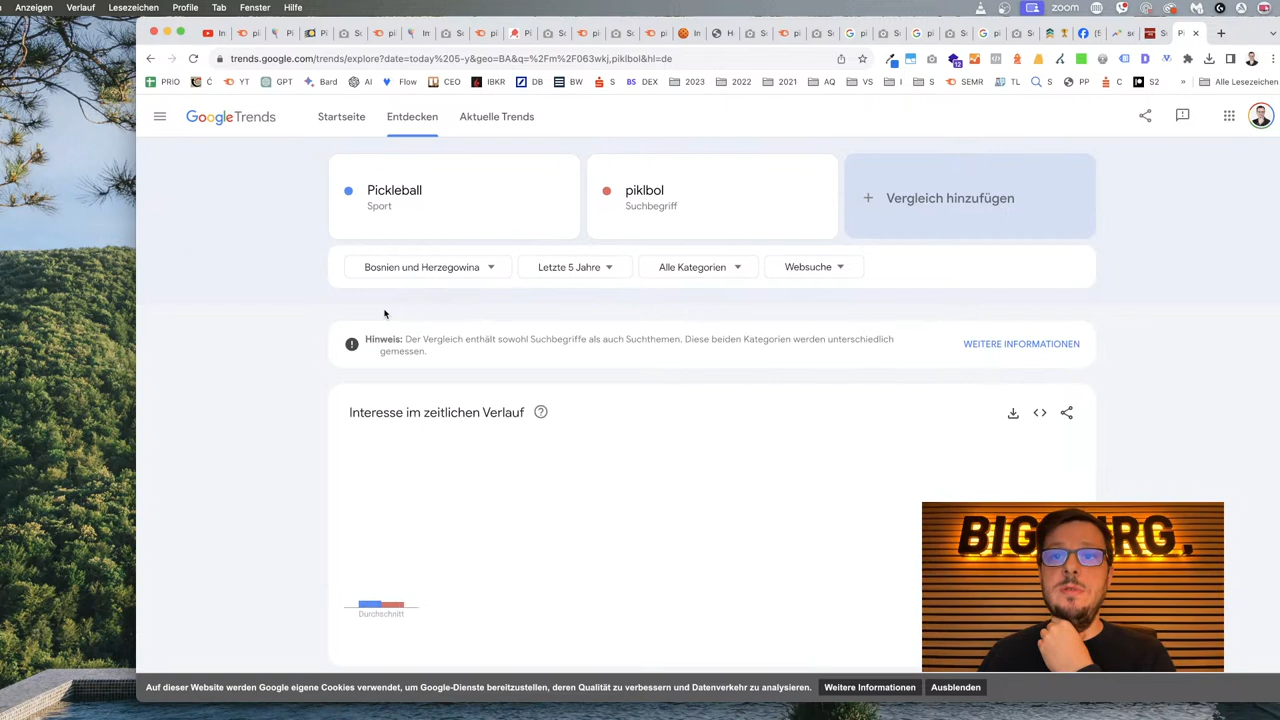 Anzeigen Verlauf Lesezeichen Profile Tab Fenster Hilfe
zoom
trends.google.com/trends/explore?date=today%205-y&geo=BA&q=%2Fm%2F063wkj,piklbol&hl=de
PRIO Ć YT GPT Bard AI Flow CEO IBKR DB BW S BS DEX 2023 2022 2021 AQ VS I S SEMR TL S PP C S2 » Alle Lesezeichen
Google Trends Startseite Entdecken Aktuelle Trends
Pickleball
Sport
piklbol
Suchbegriff
+ Vergleich hinzufügen
Bosnien und Herzegowina Letzte 5 Jahre Alle Kategorien Websuche
Hinweis: Der Vergleich enthält sowohl Suchbegriffe als auch Suchthemen. Diese beiden Kategorien werden unterschiedlich
gemessen.
WEITERE INFORMATIONEN
Interesse im zeitlichen Verlauf
Durchschnitt
Auf dieser Website werden Google eigene Cookies verwendet, um Google-Dienste bereitzustellen, deren Qualität zu verbessern und Datenverkehr zu analysieren. Weitere Informationen Ausblenden